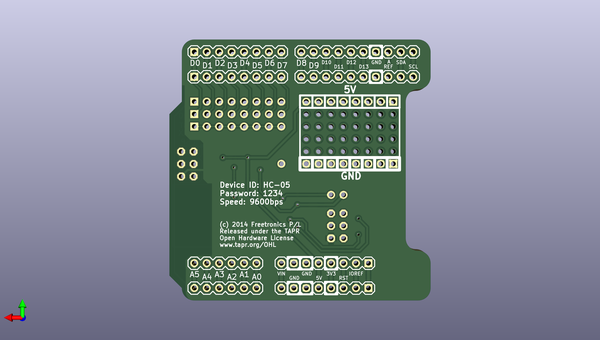 D0 D1 D2 D3 D4 D5 D6 D7 D8 D9 D10 D11 D12 D13 GND A REF SDA SCL
5V
GND
Device ID: HC-05
Password: 1234
Speed: 9600bps
(c) 2014 Freetronics P/L
Released under the TAPR
Open Hardware License
www.tapr.org/OHL
A5 A4 A3 A2 A1 A0 VIN GND GND 5V 3V3 RST IOREF